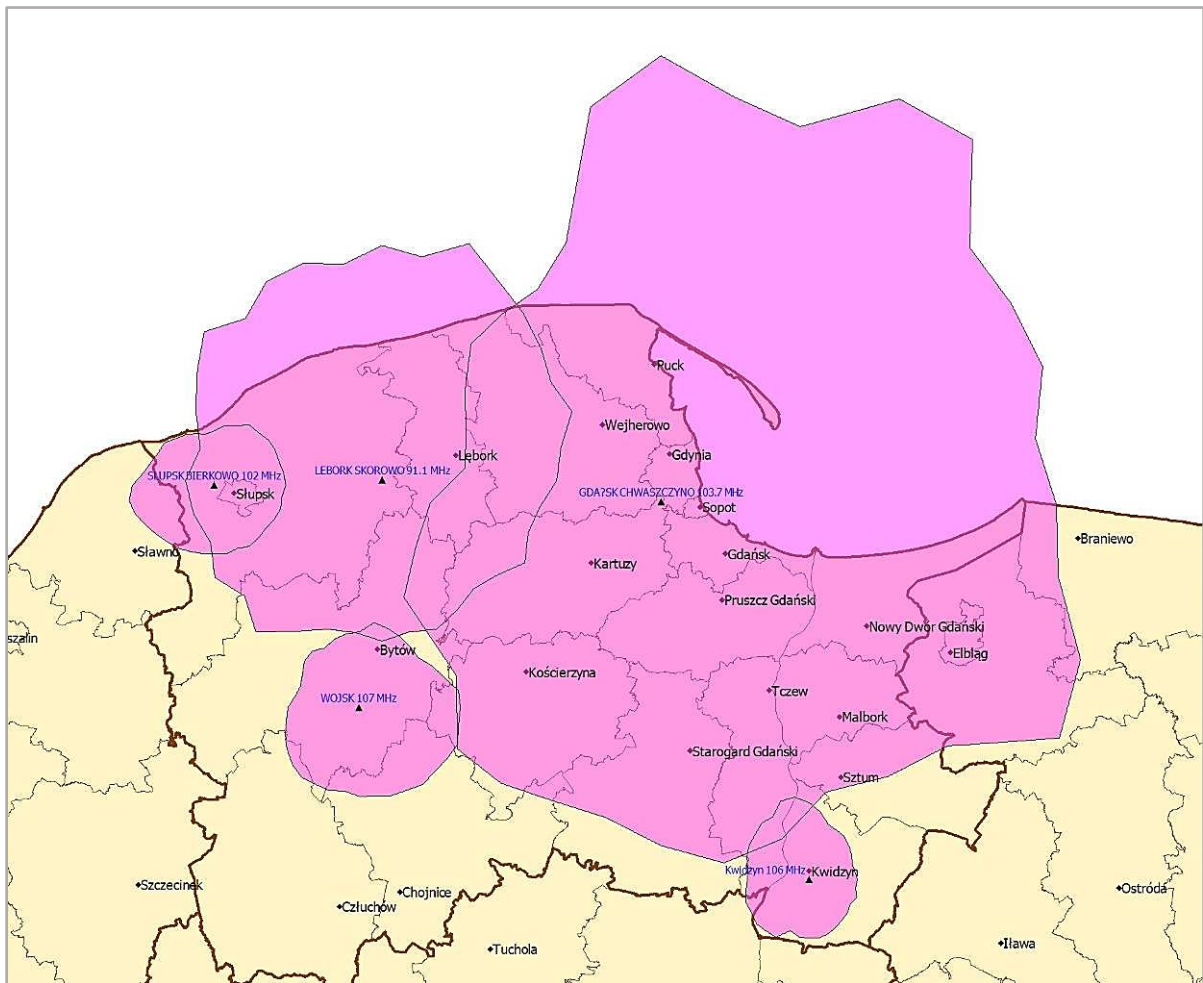 Puck
Wejherowo
Gdynia
Lębork
LEBORK SKOROWO 91.1 MHz
SŁUPSK BIERKOWO 102 MHz
Słupsk
GDA?SK CHWASZCZYNO 103.7 MHz
Sopot
Braniewo
Sławno
Gdańsk
Kartuzy
Pruszcz Gdański
Nowy Dwór Gdański
szalin
Bytów
Elbląg
Kościerzyna
Tczew
WOJSK 107 MHz
Malbork
Starogard Gdański
Sztum
Kwidzyn 106 MHz
Kwidzyn
Szczecinek
Chojnice
Ostróda
Człuchów
Iława
Tuchola